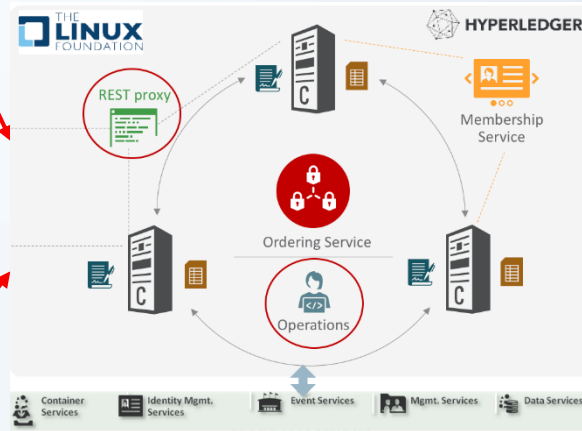 THE
LINUX
FOUNDATION
HYPERLEDGER
REST proxy
C
Membership
Service
Ordering Service
C
C
</>
Operations
Container
Services
Identity Mgmt.
Services
Event Services
Mgmt. Services
Data Services